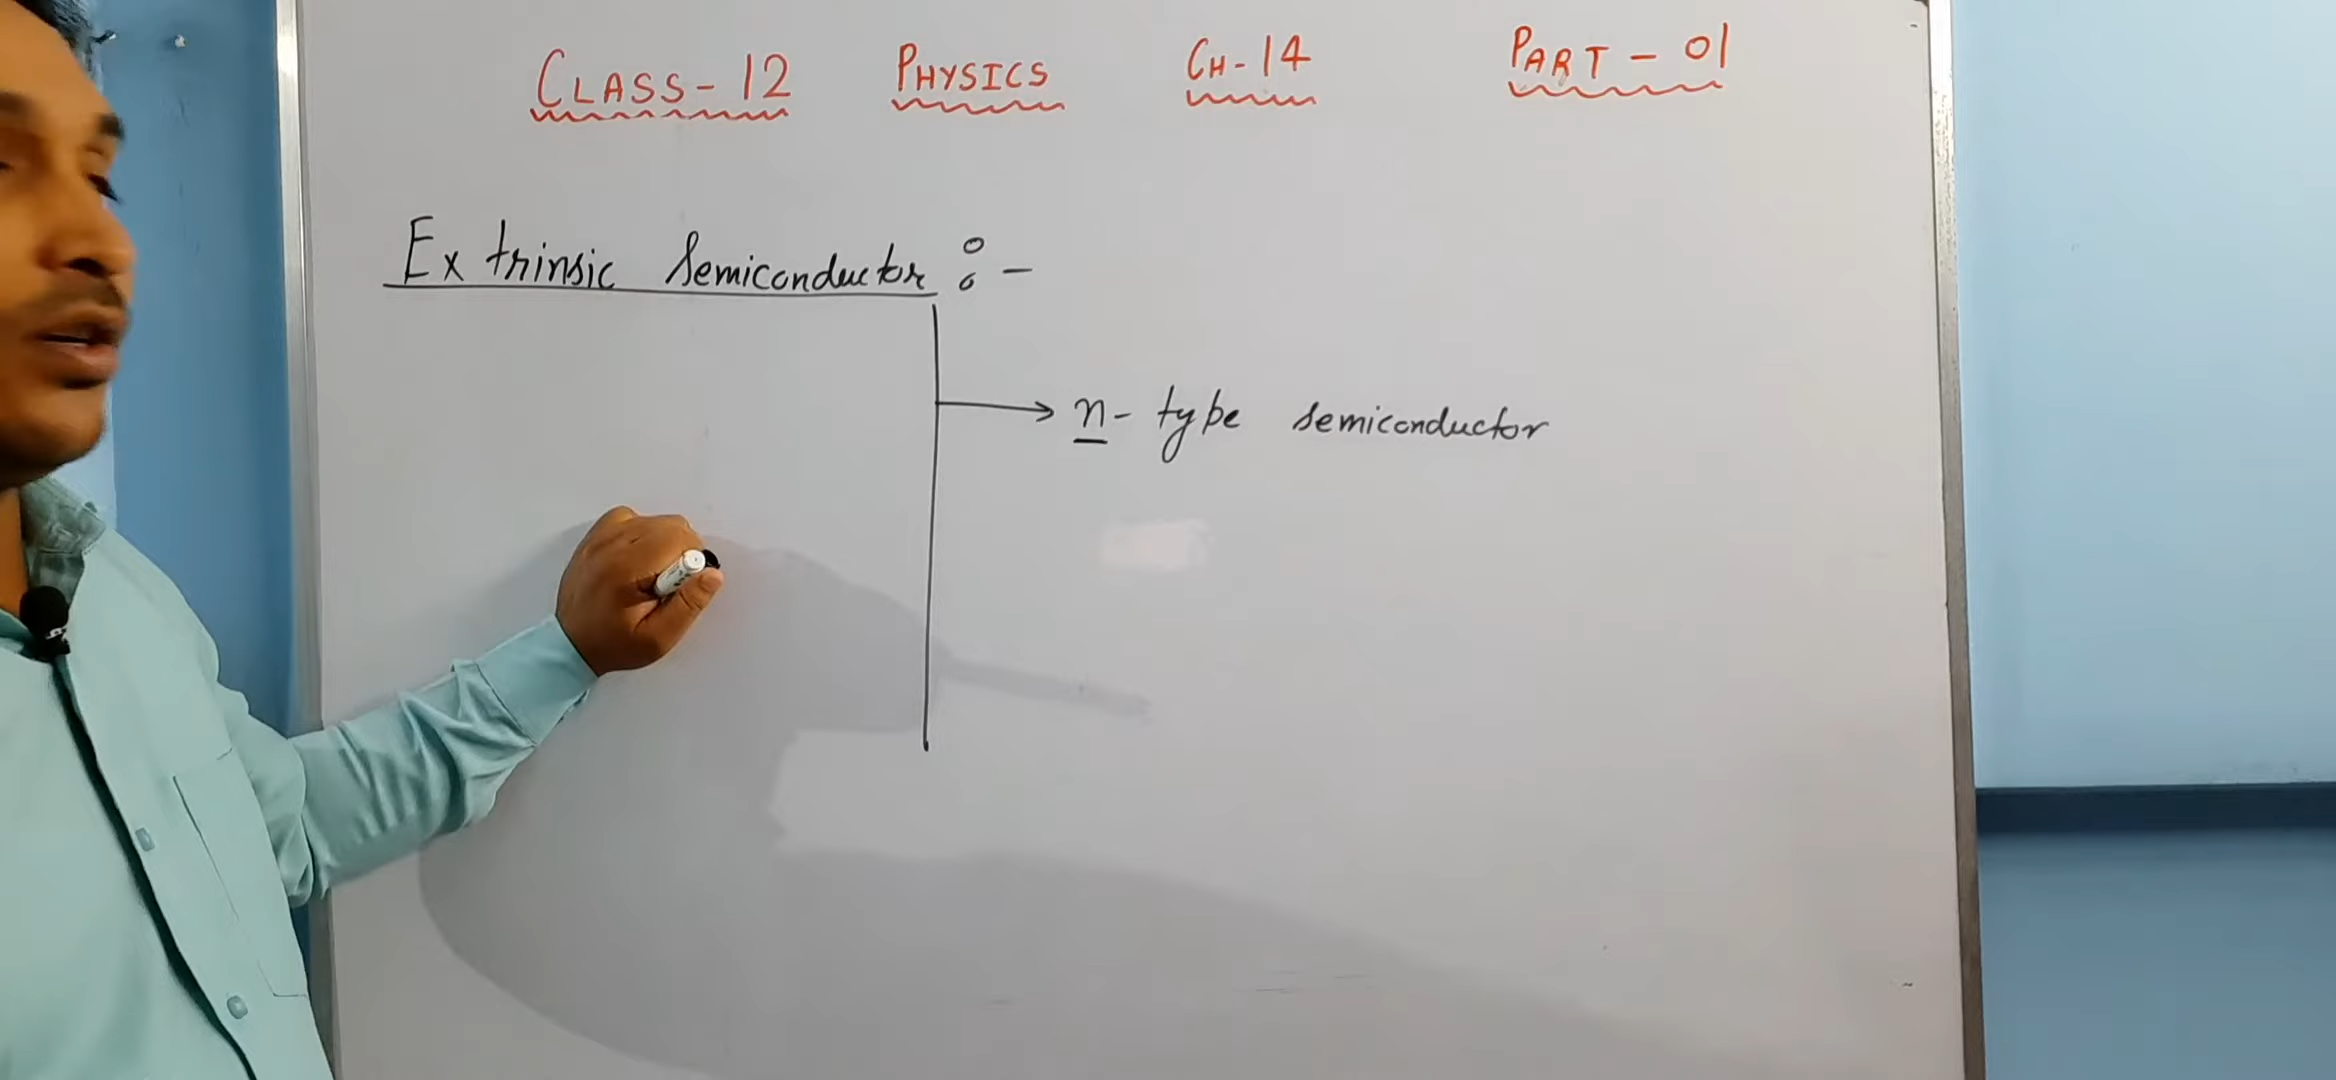 CLASS-12 PHYSICS CH-14 PART-01
Extrinsic Semiconductor :-
n- type semiconductor